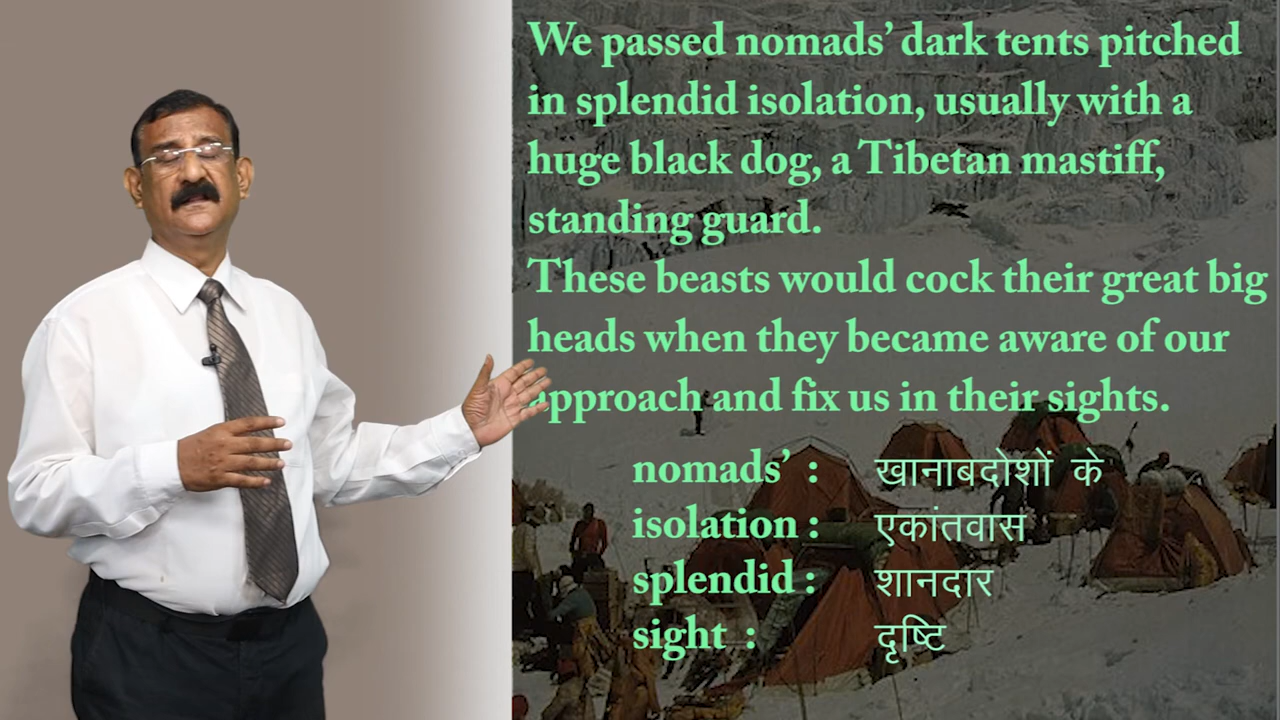 We passed nomads’ dark tents pitched
in splendid isolation, usually with a
huge black dog, a Tibetan mastiff,
standing guard.
These beasts would cock their great big
heads when they became aware of our
approach and fix us in their sights.
nomads’ : खानाबदोशों के
isolation : एकांतवास
splendid : शानदार
sight : दृष्टि